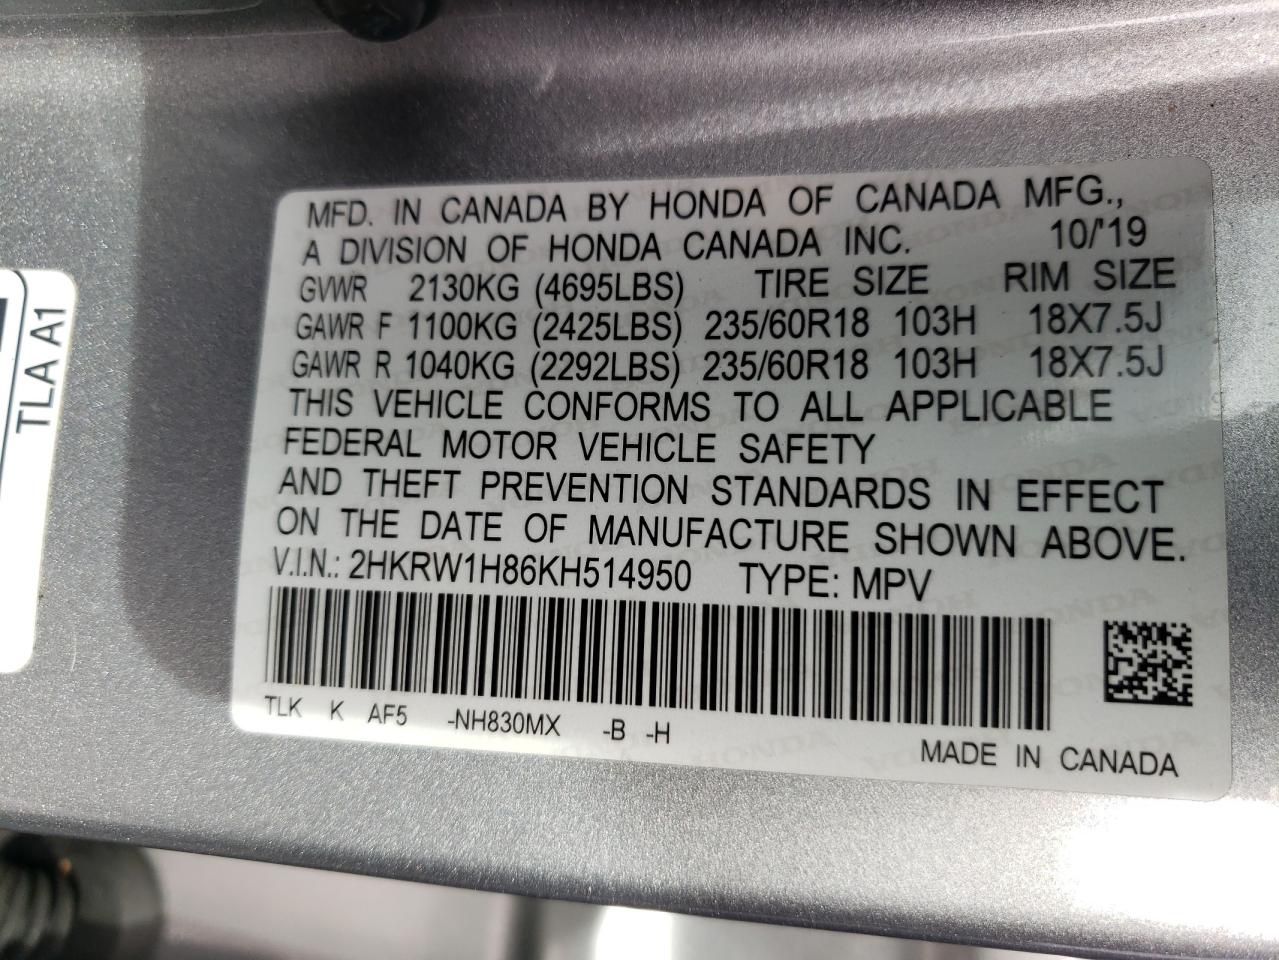 MFD. IN CANADA BY HONDA OF CANADA MFG.,
A DIVISION OF HONDA CANADA INC. 10/'19
GVWR 2130KG (4695LBS) TIRE SIZE RIM SIZE
GAWR F 1100KG (2425LBS) 235/60R18 103H 18X7.5J
GAWR R 1040KG (2292LBS) 235/60R18 103H 18X7.5J
THIS VEHICLE CONFORMS TO ALL APPLICABLE
FEDERAL MOTOR VEHICLE SAFETY
AND THEFT PREVENTION STANDARDS IN EFFECT
ON THE DATE OF MANUFACTURE SHOWN ABOVE.
V.I.N.: 2HKRW1H86KH514950 TYPE: MPV
TLK K AF5 -NH830MX -B -H
MADE IN CANADA
TLA A1